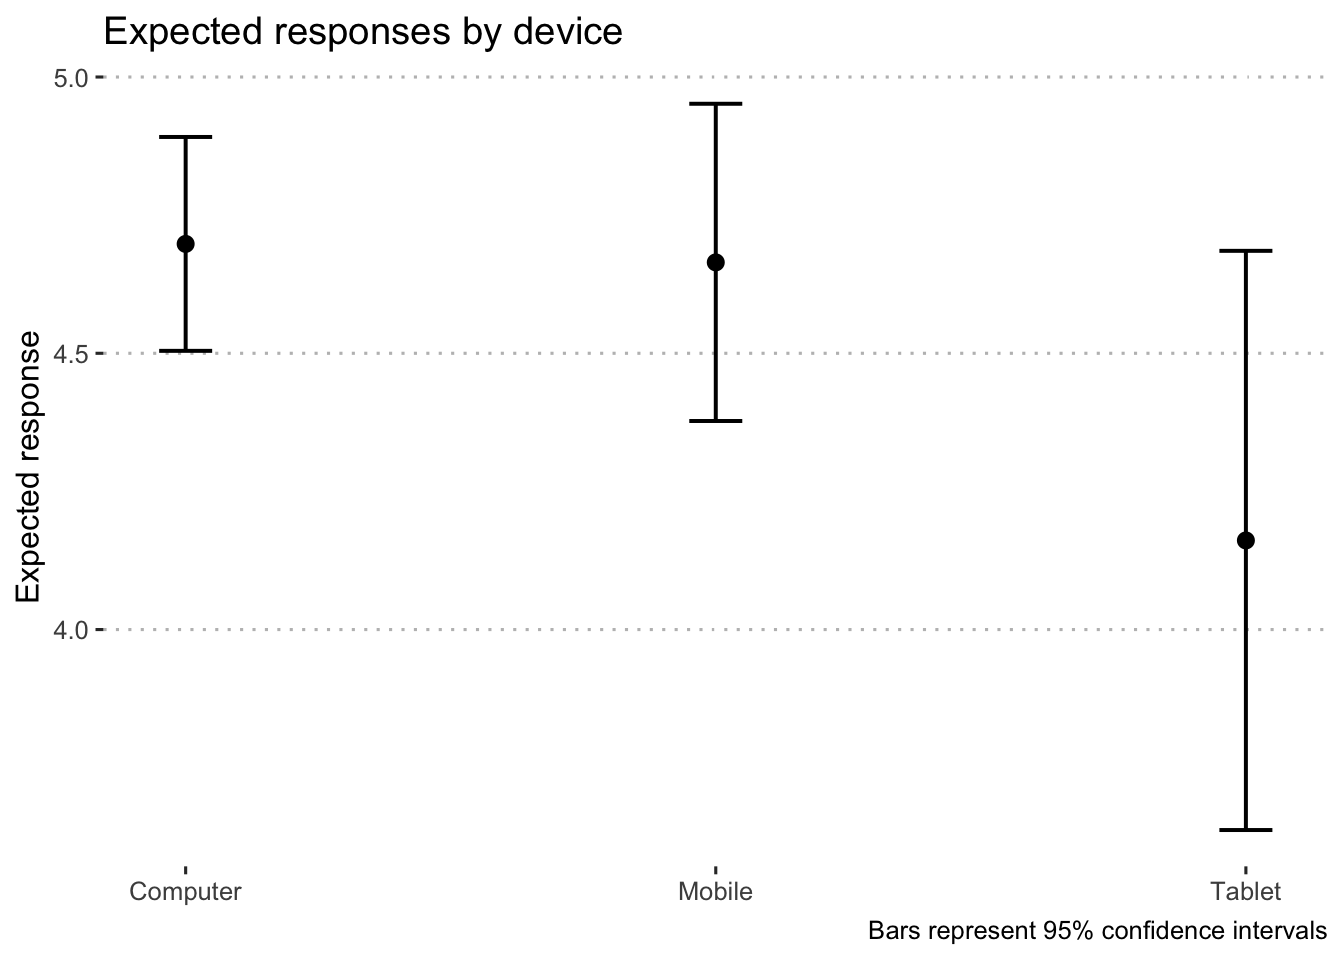 Expected responses by device
5.0
4.5
4.0
Expected response
Computer
Mobile
Tablet
Bars represent 95% confidence intervals